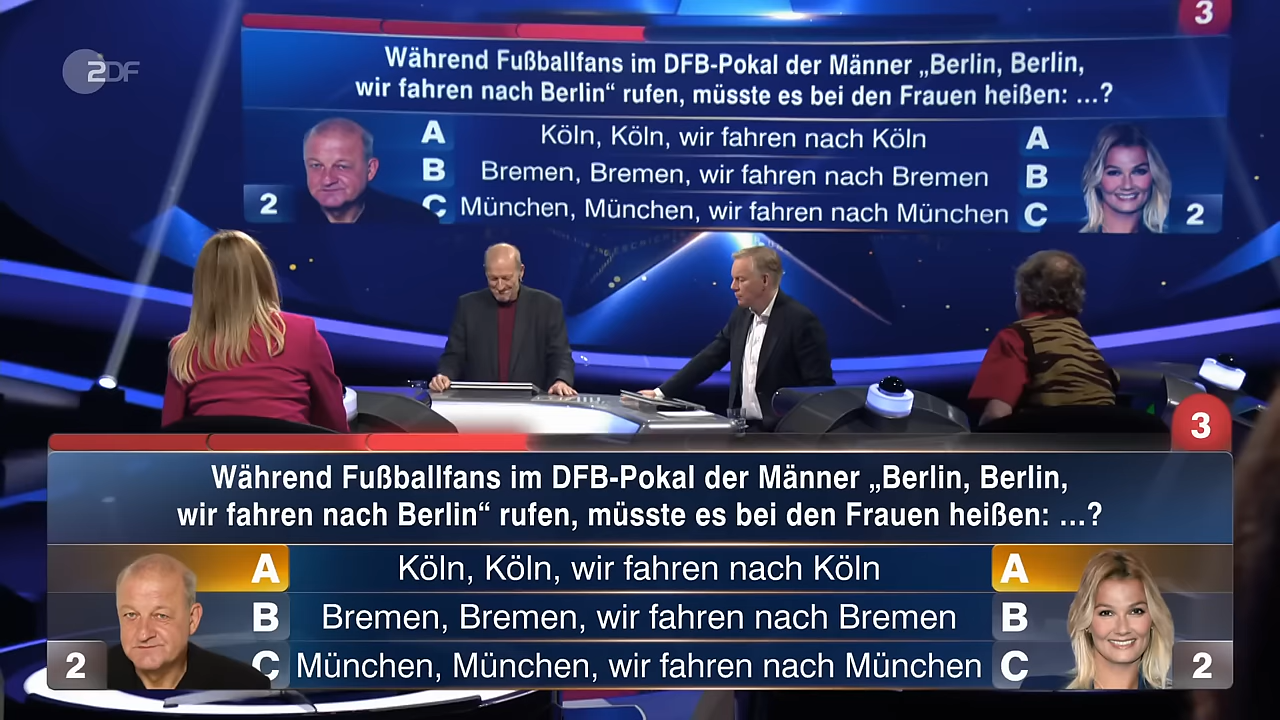 3
ZDF
Während Fußballfans im DFB-Pokal der Männer „Berlin, Berlin,
wir fahren nach Berlin“ rufen, müsste es bei den Frauen heißen: ...?
A Köln, Köln, wir fahren nach Köln A
B Bremen, Bremen, wir fahren nach Bremen B
2 C München, München, wir fahren nach München C 2
3
Während Fußballfans im DFB-Pokal der Männer „Berlin, Berlin,
wir fahren nach Berlin“ rufen, müsste es bei den Frauen heißen: ...?
A Köln, Köln, wir fahren nach Köln A
B Bremen, Bremen, wir fahren nach Bremen B
2 C München, München, wir fahren nach München C 2